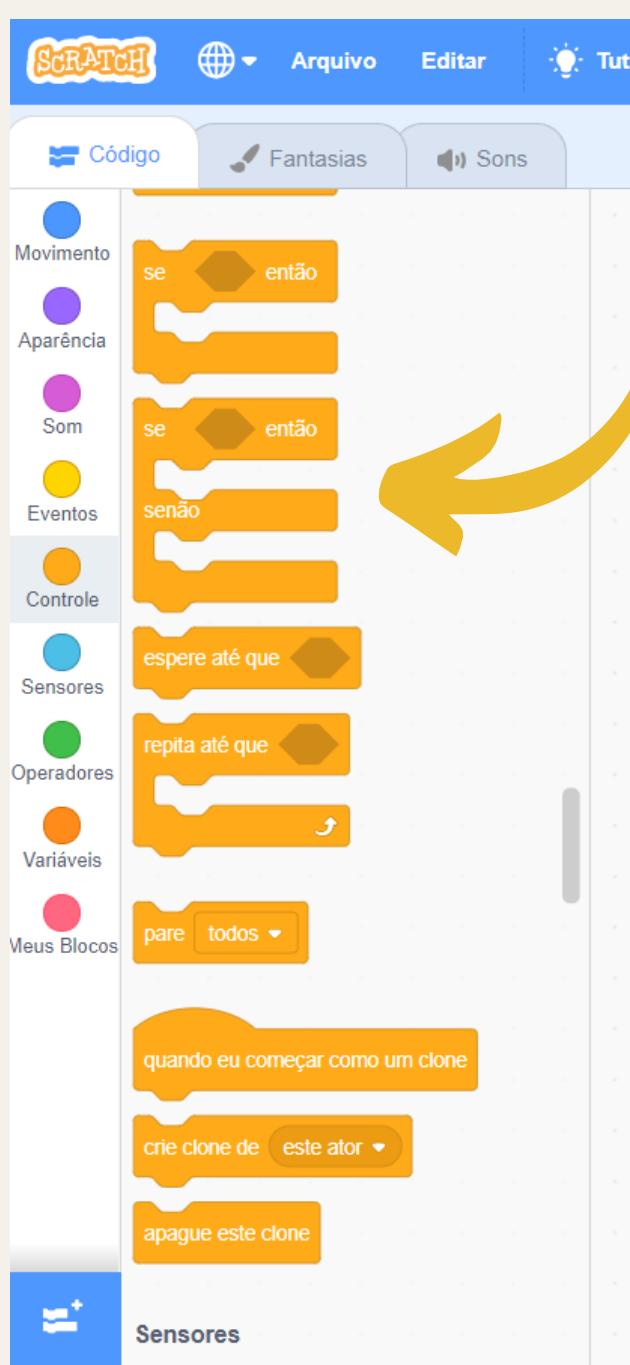 SCRATCH Arquivo Editar Tut
Código Fantasias Sons
Movimento
Aparência
Som
Eventos
Controle
Sensores
Operadores
Variáveis
Meus Blocos
se então
se então
senão
espere até que
repita até que
pare todos
quando eu começar como um clone
crie clone de este ator
apague este clone
Sensores